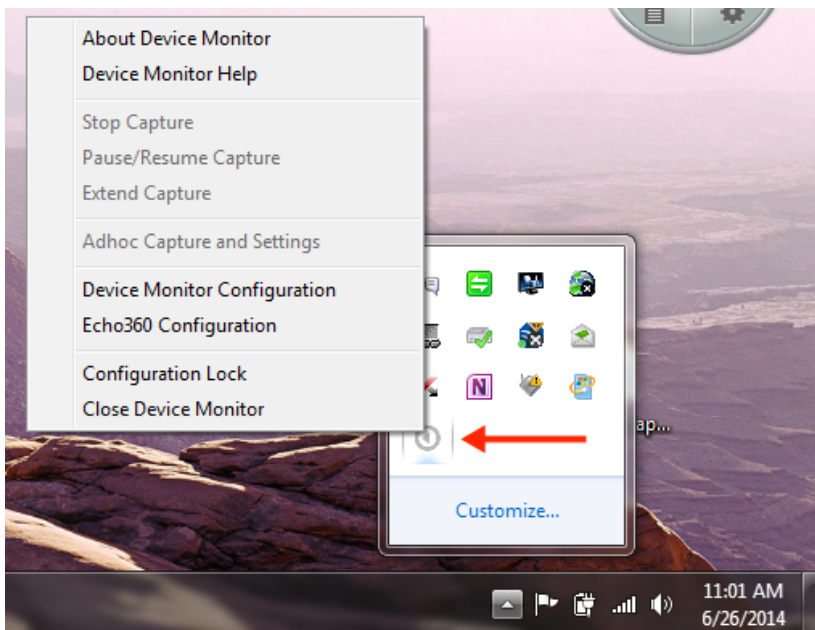 About Device Monitor
Device Monitor Help
Stop Capture
Pause/Resume Capture
Extend Capture
Adhoc Capture and Settings
Device Monitor Configuration
Echo360 Configuration
Configuration Lock
Close Device Monitor
N
ap...
Customize...
11:01 AM
6/26/2014